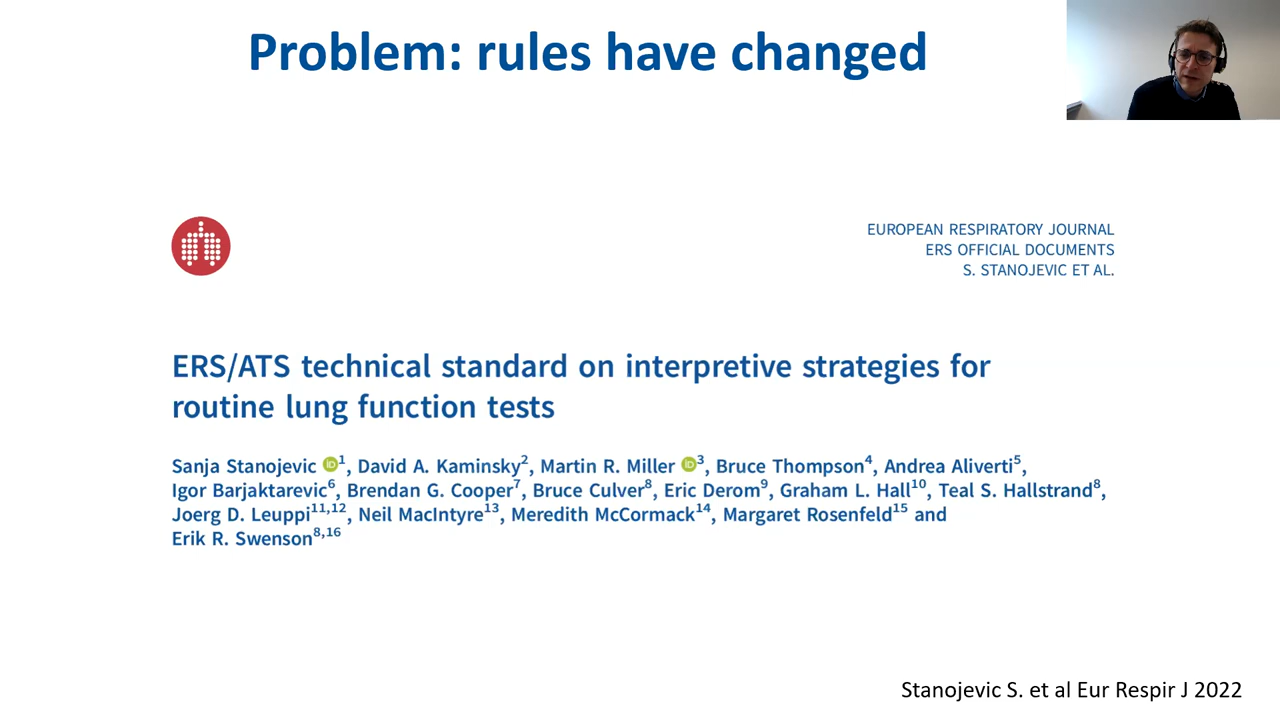 Problem: rules have changed
EUROPEAN RESPIRATORY JOURNAL
ERS OFFICIAL DOCUMENTS
S. STANOJEVIC ET AL.
ERS/ATS technical standard on interpretive strategies for
routine lung function tests
Sanja Stanojevic iD1, David A. Kaminsky2, Martin R. Miller iD3, Bruce Thompson4, Andrea Aliverti5,
Igor Barjaktarevic6, Brendan G. Cooper7, Bruce Culver8, Eric Derom9, Graham L. Hall10, Teal S. Hallstrand8,
Joerg D. Leuppi11,12, Neil MacIntyre13, Meredith McCormack14, Margaret Rosenfeld15 and
Erik R. Swenson8,16
Stanojevic S. et al Eur Respir J 2022